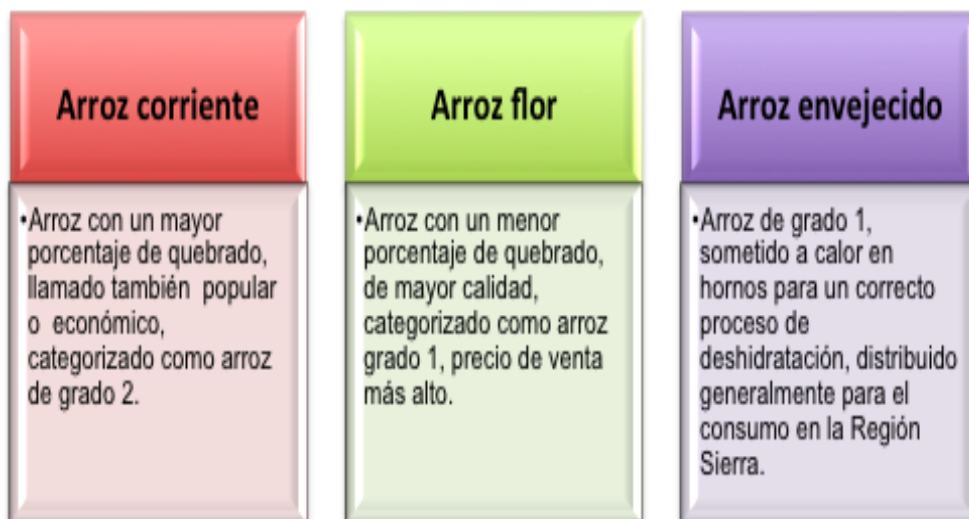 Arroz corriente
•Arroz con un mayor
porcentaje de quebrado,
llamado también popular
o económico,
categorizado como arroz
de grado 2.
Arroz flor
•Arroz con un menor
porcentaje de quebrado,
de mayor calidad,
categorizado como arroz
grado 1, precio de venta
más alto.
Arroz envejecido
•Arroz de grado 1,
sometido a calor en
hornos para un correcto
proceso de
deshidratación, distribuido
generalmente para el
consumo en la Región
Sierra.